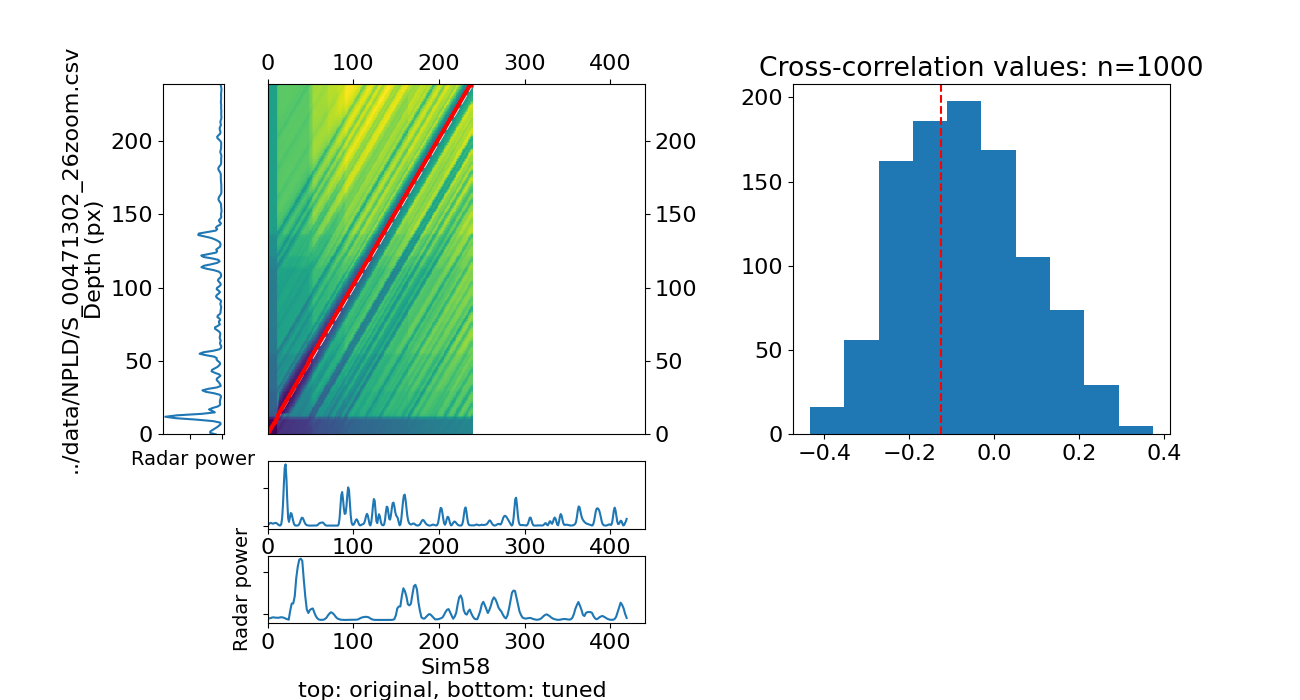 ../data/NPLD/S_00471302_26zoom.csv
Depth (px)
0 100 200 300 400
200
150
100
50
0
200
150
100
50
0
Radar power
0 100 200 300 400
Radar power
0 100 200 300 400
Sim58
top: original, bottom: tuned
Cross-correlation values: n=1000
200
150
100
50
0
−0.4 −0.2 0.0 0.2 0.4